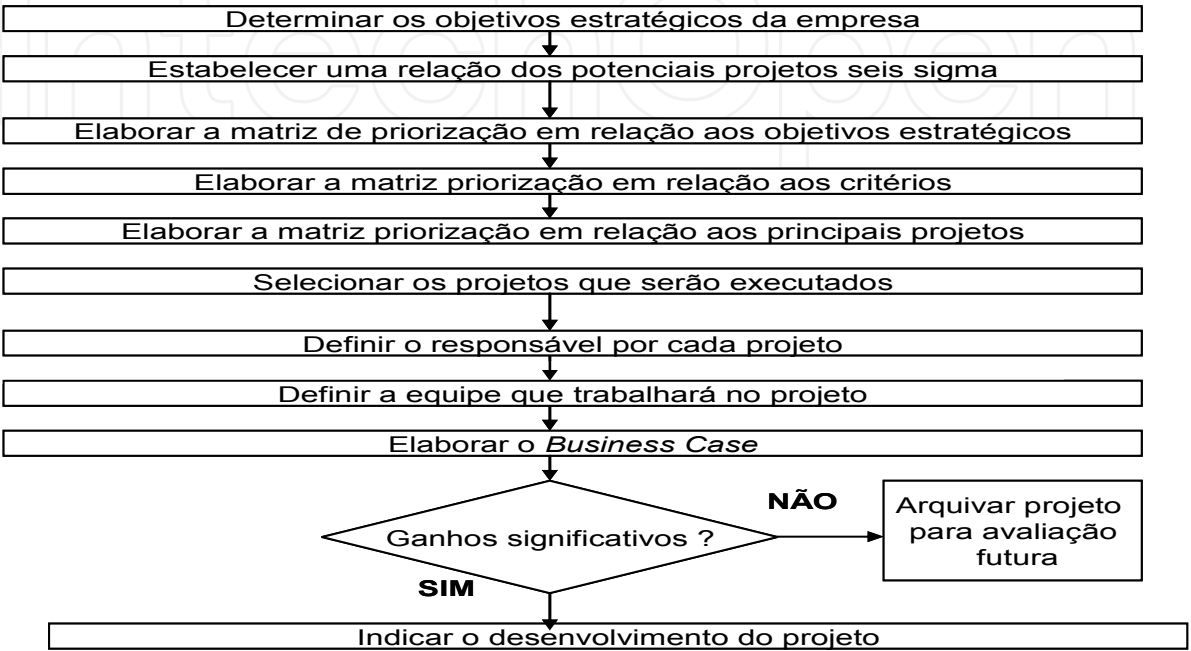 IntechOpen
Determinar os objetivos estratégicos da empresa
Estabelecer uma relação dos potenciais projetos seis sigma
Elaborar a matriz de priorização em relação aos objetivos estratégicos
Elaborar a matriz priorização em relação aos critérios
Elaborar a matriz priorização em relação aos principais projetos
Selecionar os projetos que serão executados
Definir o responsável por cada projeto
Definir a equipe que trabalhará no projeto
Elaborar o Business Case
Ganhos significativos ?
NÃO
Arquivar projeto
para avaliação
futura
SIM
Indicar o desenvolvimento do projeto